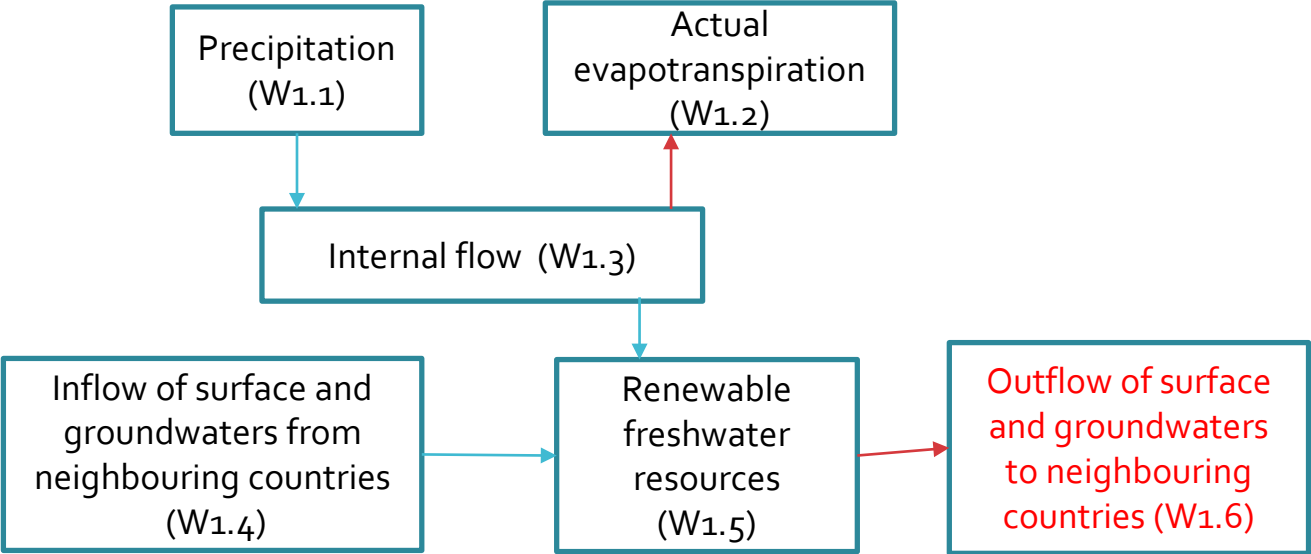 Precipitation
(W1.1)
Actual
evapotranspiration
(W1.2)
Internal flow (W1.3)
Inflow of surface and
groundwaters from
neighbouring countries
(W1.4)
Renewable
freshwater
resources
(W1.5)
Outflow of surface
and groundwaters
to neighbouring
countries (W1.6)